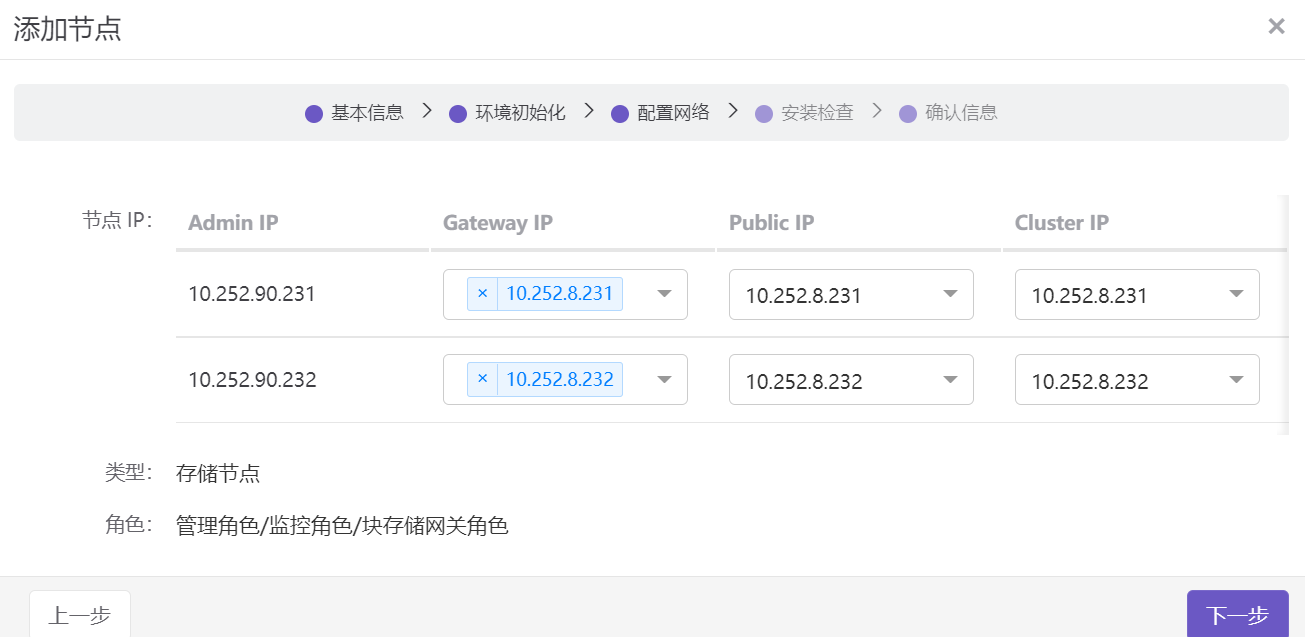 添加节点 ×
基本信息 > 环境初始化 > 配置网络 > 安装检查 > 确认信息
节点 IP: Admin IP Gateway IP Public IP Cluster IP
10.252.90.231 × 10.252.8.231 10.252.8.231 10.252.8.231
10.252.90.232 × 10.252.8.232 10.252.8.232 10.252.8.232
类型: 存储节点
角色: 管理角色/监控角色/块存储网关角色
上一步 下一步